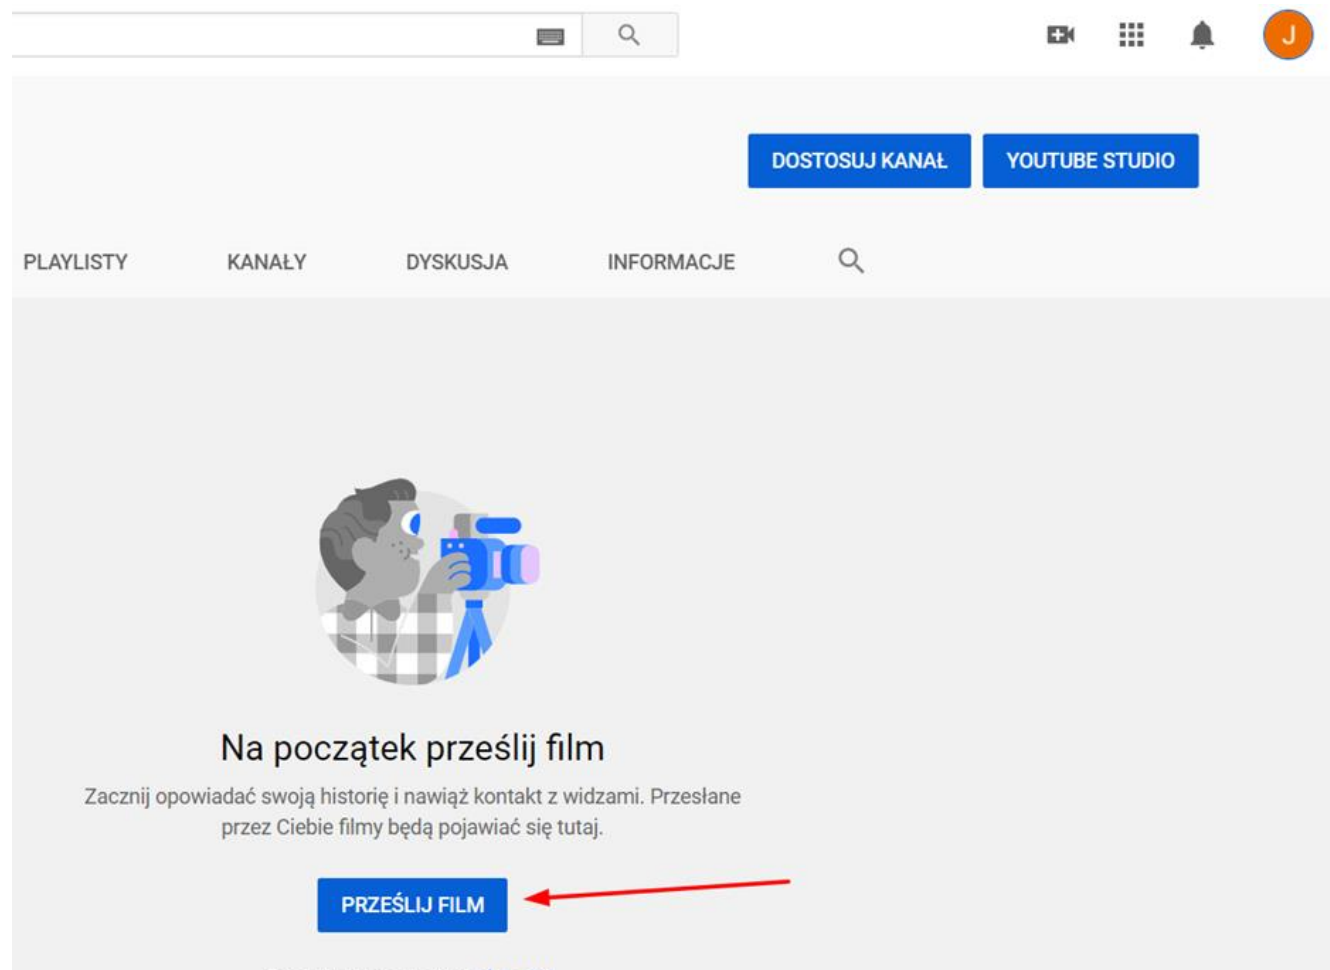 J
DOSTOSUJ KANAŁ
YOUTUBE STUDIO
PLAYLISTY
KANAŁY
DYSKUSJA
INFORMACJE
Na początek prześlij film
Zacznij opowiadać swoją historię i nawiąż kontakt z widzami. Przesłane
przez Ciebie filmy będą pojawiać się tutaj.
PRZEŚLIJ FILM